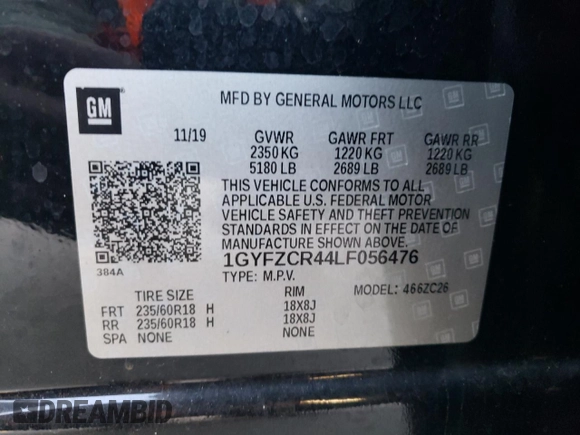 GM
MFD BY GENERAL MOTORS LLC
11/19 GVWR GAWR FRT GAWR RR
2350 KG 1220 KG 1220 KG
5180 LB 2689 LB 2689 LB
THIS VEHICLE CONFORMS TO ALL
APPLICABLE U.S. FEDERAL MOTOR
VEHICLE SAFETY AND THEFT PREVENTION
STANDARDS IN EFFECT ON THE DATE OF
MANUFACTURE SHOWN ABOVE.
384A
1GYFZCR44LF056476
TYPE: M.P.V. MODEL: 466ZC26
TIRE SIZE RIM
FRT 235/60R18 H 18X8J
RR 235/60R18 H 18X8J
SPA NONE NONE
DREAMBID